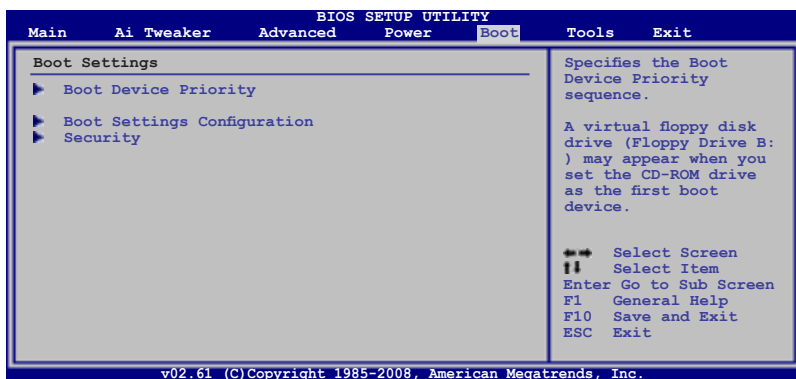 BIOS SETUP UTILITY
Main Ai Tweaker Advanced Power Boot Tools Exit
Boot Settings
Boot Device Priority
Boot Settings Configuration
Security
Specifies the Boot
Device Priority
sequence.
A virtual floppy disk
drive (Floppy Drive B:
) may appear when you
set the CD-ROM drive
as the first boot
device.
Select Screen
Select Item
Enter Go to Sub Screen
F1 General Help
F10 Save and Exit
ESC Exit
v02.61 (C)Copyright 1985-2008, American Megatrends, Inc.